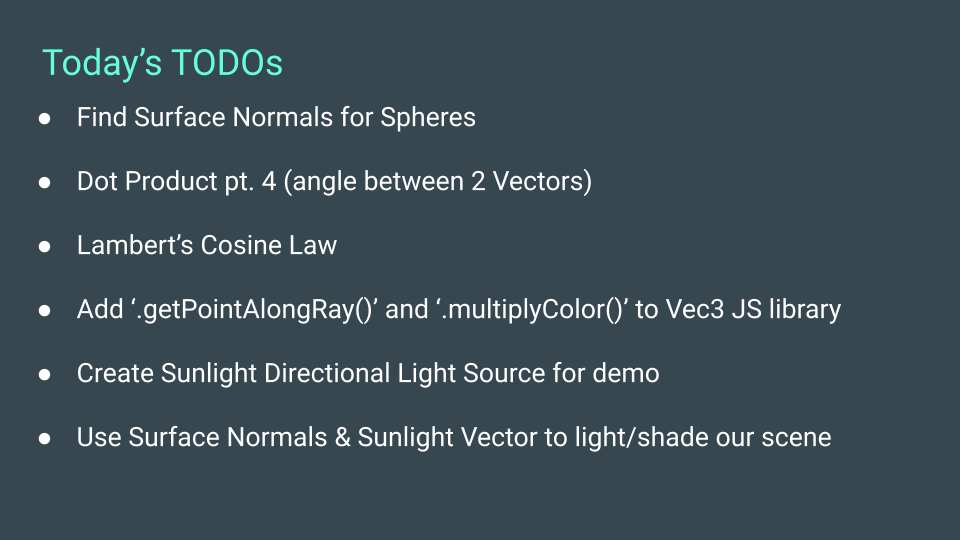 Today’s TODOs
● Find Surface Normals for Spheres
● Dot Product pt. 4 (angle between 2 Vectors)
● Lambert’s Cosine Law
● Add ‘.getPointAlongRay()’ and ‘.multiplyColor()’ to Vec3 JS library
● Create Sunlight Directional Light Source for demo
● Use Surface Normals & Sunlight Vector to light/shade our scene